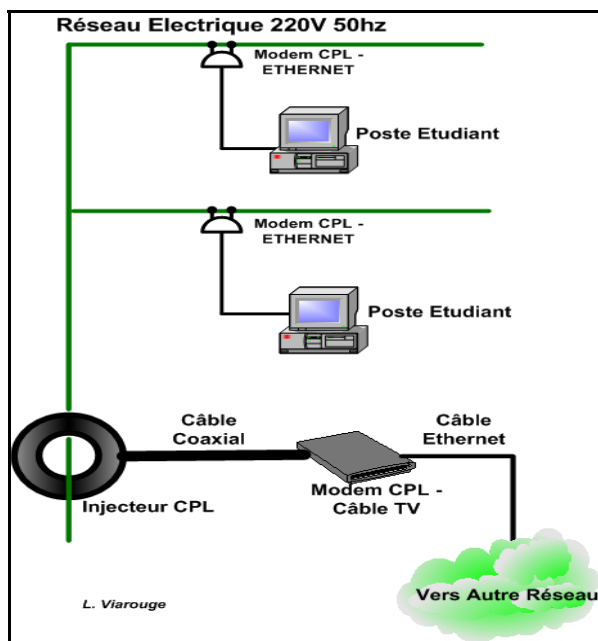 Réseau Electrique 220V 50hz
Modem CPL -
ETHERNET
Poste Etudiant
Modem CPL -
ETHERNET
Poste Etudiant
Câble
Coaxial
Câble
Ethernet
Injecteur CPL
Modem CPL -
Câble TV
Vers Autre Réseau
L. Viarouge